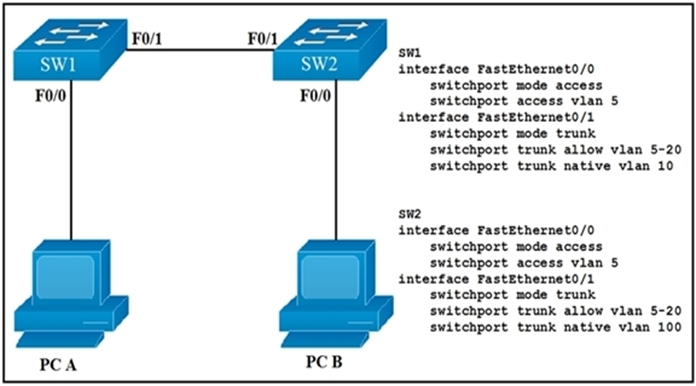 F0/1
F0/1
SW1
SW2
F0/0
F0/0
PC A
PC B
SW1
interface FastEthernet0/0
switchport mode access
switchport access vlan 5
interface FastEthernet0/1
switchport mode trunk
switchport trunk allow vlan 5-20
switchport trunk native vlan 10
SW2
interface FastEthernet0/0
switchport mode access
switchport access vlan 5
interface FastEthernet0/1
switchport mode trunk
switchport trunk allow vlan 5-20
switchport trunk native vlan 100